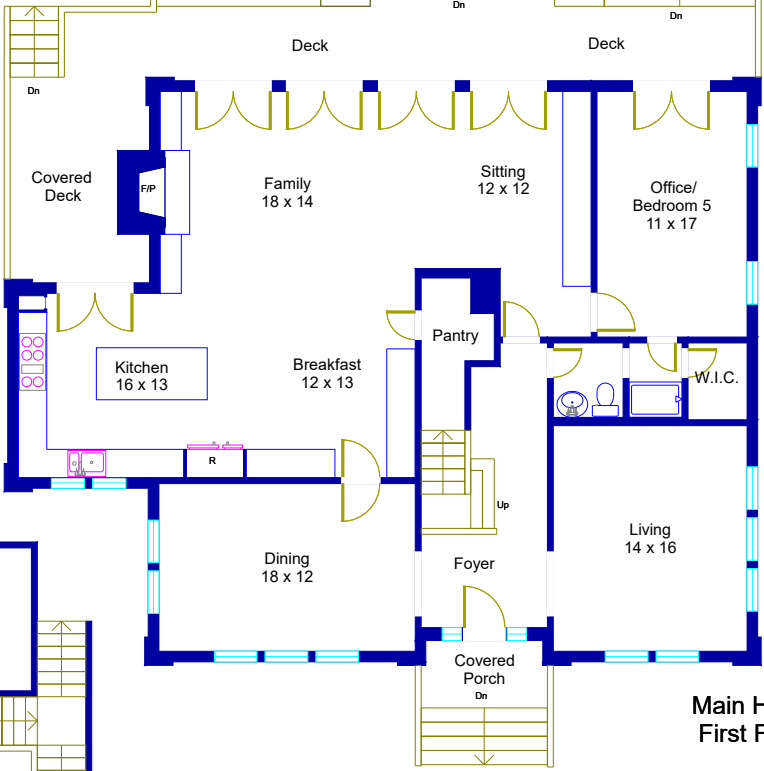 Dn
Dn
Deck
Deck
Dn
Covered
Deck
F/P
Family
18 x 14
Sitting
12 x 12
Office/
Bedroom 5
11 x 17
Pantry
Kitchen
16 x 13
Breakfast
12 x 13
W.I.C.
R
Up
Dining
18 x 12
Foyer
Living
14 x 16
Covered
Porch
Dn
Main H
First F